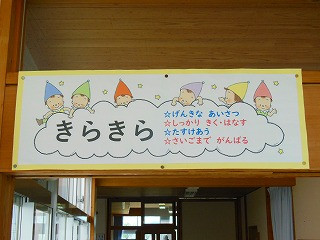 きらきら
☆げんきな あいさつ
☆しっかり きく・はなす
☆たすけあう
☆さいごまで がんばる